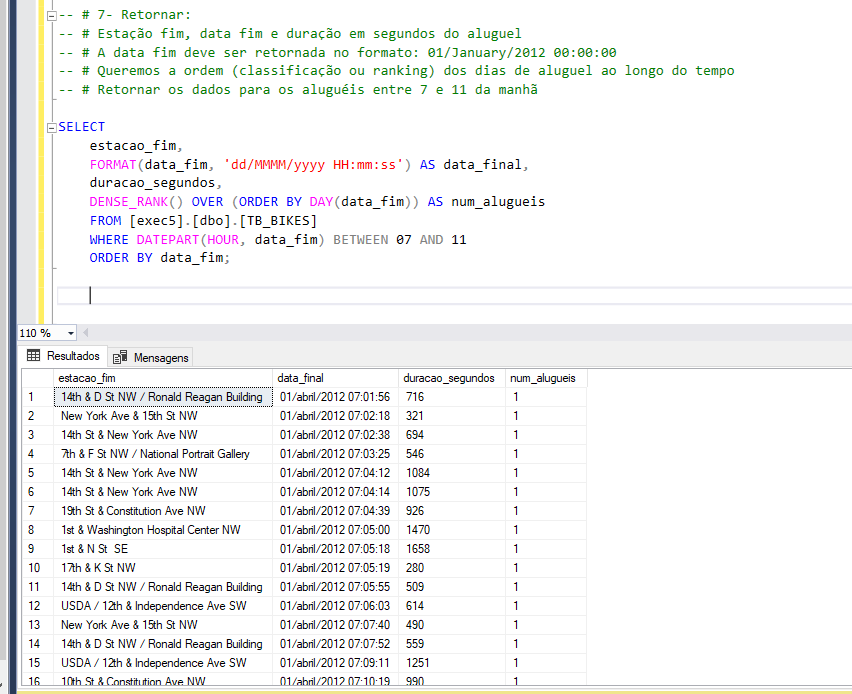 -- # 7- Retornar:
-- # Estação fim, data fim e duração em segundos do aluguel
-- # A data fim deve ser retornada no formato: 01/January/2012 00:00:00
-- # Queremos a ordem (classificação ou ranking) dos dias de aluguel ao longo do tempo
-- # Retornar os dados para os aluguéis entre 7 e 11 da manhã
SELECT
estacao_fim,
FORMAT(data_fim, 'dd/MMMM/yyyy HH:mm:ss') AS data_final,
duracao_segundos,
DENSE_RANK() OVER (ORDER BY DAY(data_fim)) AS num_alugueis
FROM [exec5].[dbo].[TB_BIKES]
WHERE DATEPART(HOUR, data_fim) BETWEEN 07 AND 11
ORDER BY data_fim;
110 %
Resultados Mensagens
estacao_fim data_final duracao_segundos num_alugueis
1 14th & D St NW / Ronald Reagan Building 01/abril/2012 07:01:56 716 1
2 New York Ave & 15th St NW 01/abril/2012 07:02:18 321 1
3 14th St & New York Ave NW 01/abril/2012 07:02:38 694 1
4 7th & F St NW / National Portrait Gallery 01/abril/2012 07:03:25 546 1
5 14th St & New York Ave NW 01/abril/2012 07:04:12 1084 1
6 14th St & New York Ave NW 01/abril/2012 07:04:14 1075 1
7 19th St & Constitution Ave NW 01/abril/2012 07:04:39 926 1
8 1st & Washington Hospital Center NW 01/abril/2012 07:05:00 1470 1
9 1st & N St  SE 01/abril/2012 07:05:18 1658 1
10 17th & K St NW 01/abril/2012 07:05:19 280 1
11 14th & D St NW / Ronald Reagan Building 01/abril/2012 07:05:55 509 1
12 USDA / 12th & Independence Ave SW 01/abril/2012 07:06:03 614 1
13 New York Ave & 15th St NW 01/abril/2012 07:07:40 490 1
14 14th & D St NW / Ronald Reagan Building 01/abril/2012 07:07:52 559 1
15 USDA / 12th & Independence Ave SW 01/abril/2012 07:09:11 1251 1
16 10th St & Constitution Ave NW 01/abril/2012 07:10:19 990 1